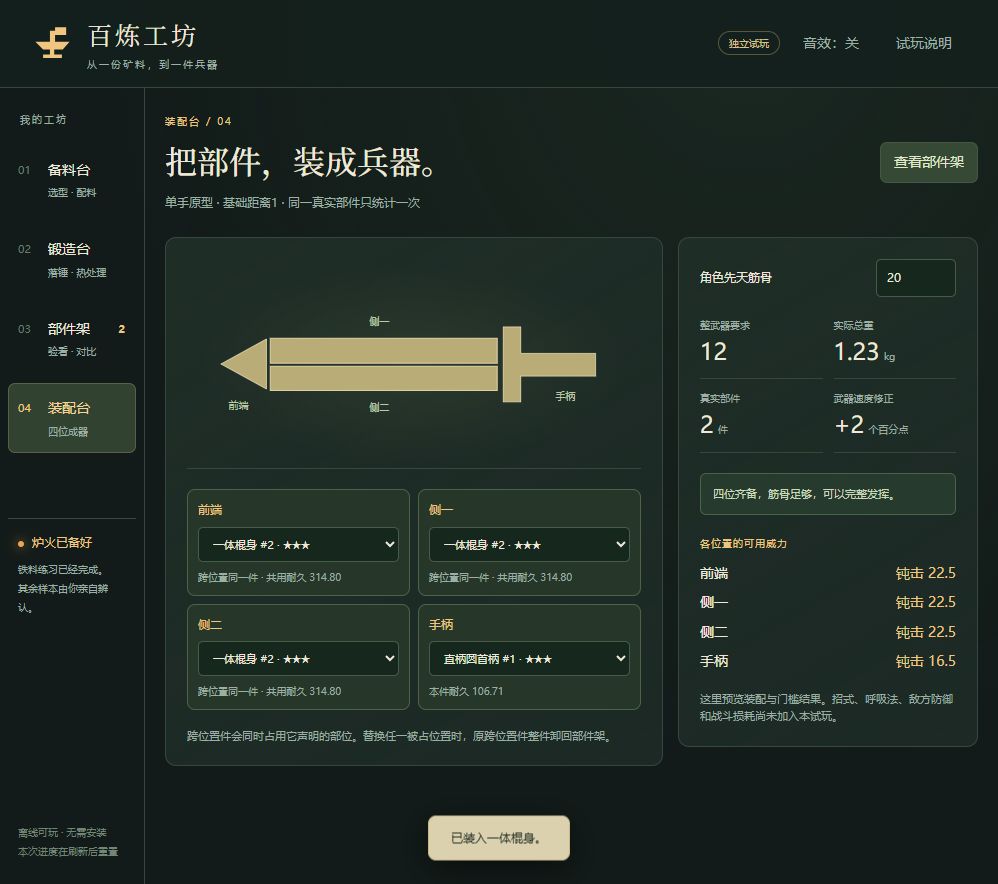 百炼工坊
从一份矿料，到一件兵器
独立试玩
音效：关
试玩说明
我的工坊
01 备料台
选型 · 配料
02 锻造台
落锤 · 热处理
03 部件架 2
验看 · 对比
04 装配台
四位成器
炉火已备好
铁料练习已经完成。
其余样本由你亲自辨
认。
离线可玩 · 无需安装
本次进度在刷新后重置
装配台 / 04
把部件，装成兵器。
单手原型 · 基础距离1 · 同一真实部件只统计一次
查看部件架
侧一
前端
侧二
手柄
前端
一体棍身 #2 · ★★★
跨位置同一件 · 共用耐久 314.80
侧一
一体棍身 #2 · ★★★
跨位置同一件 · 共用耐久 314.80
侧二
一体棍身 #2 · ★★★
跨位置同一件 · 共用耐久 314.80
手柄
直柄圆首柄 #1 · ★★★
本件耐久 106.71
跨位置件会同时占用它声明的部位。替换任一被占位置时，原跨位置件整件卸回部件架。
角色先天筋骨 20
整武器要求
12
实际总重
1.23 kg
真实部件
2 件
武器速度修正
+2 个百分点
四位齐备，筋骨足够，可以完整发挥。
各位置的可用威力
前端 钝击 22.5
侧一 钝击 22.5
侧二 钝击 22.5
手柄 钝击 16.5
这里预览装配与门槛结果。招式、呼吸法、敌方防御
和战斗损耗尚未加入本试玩。
已装入一体棍身。